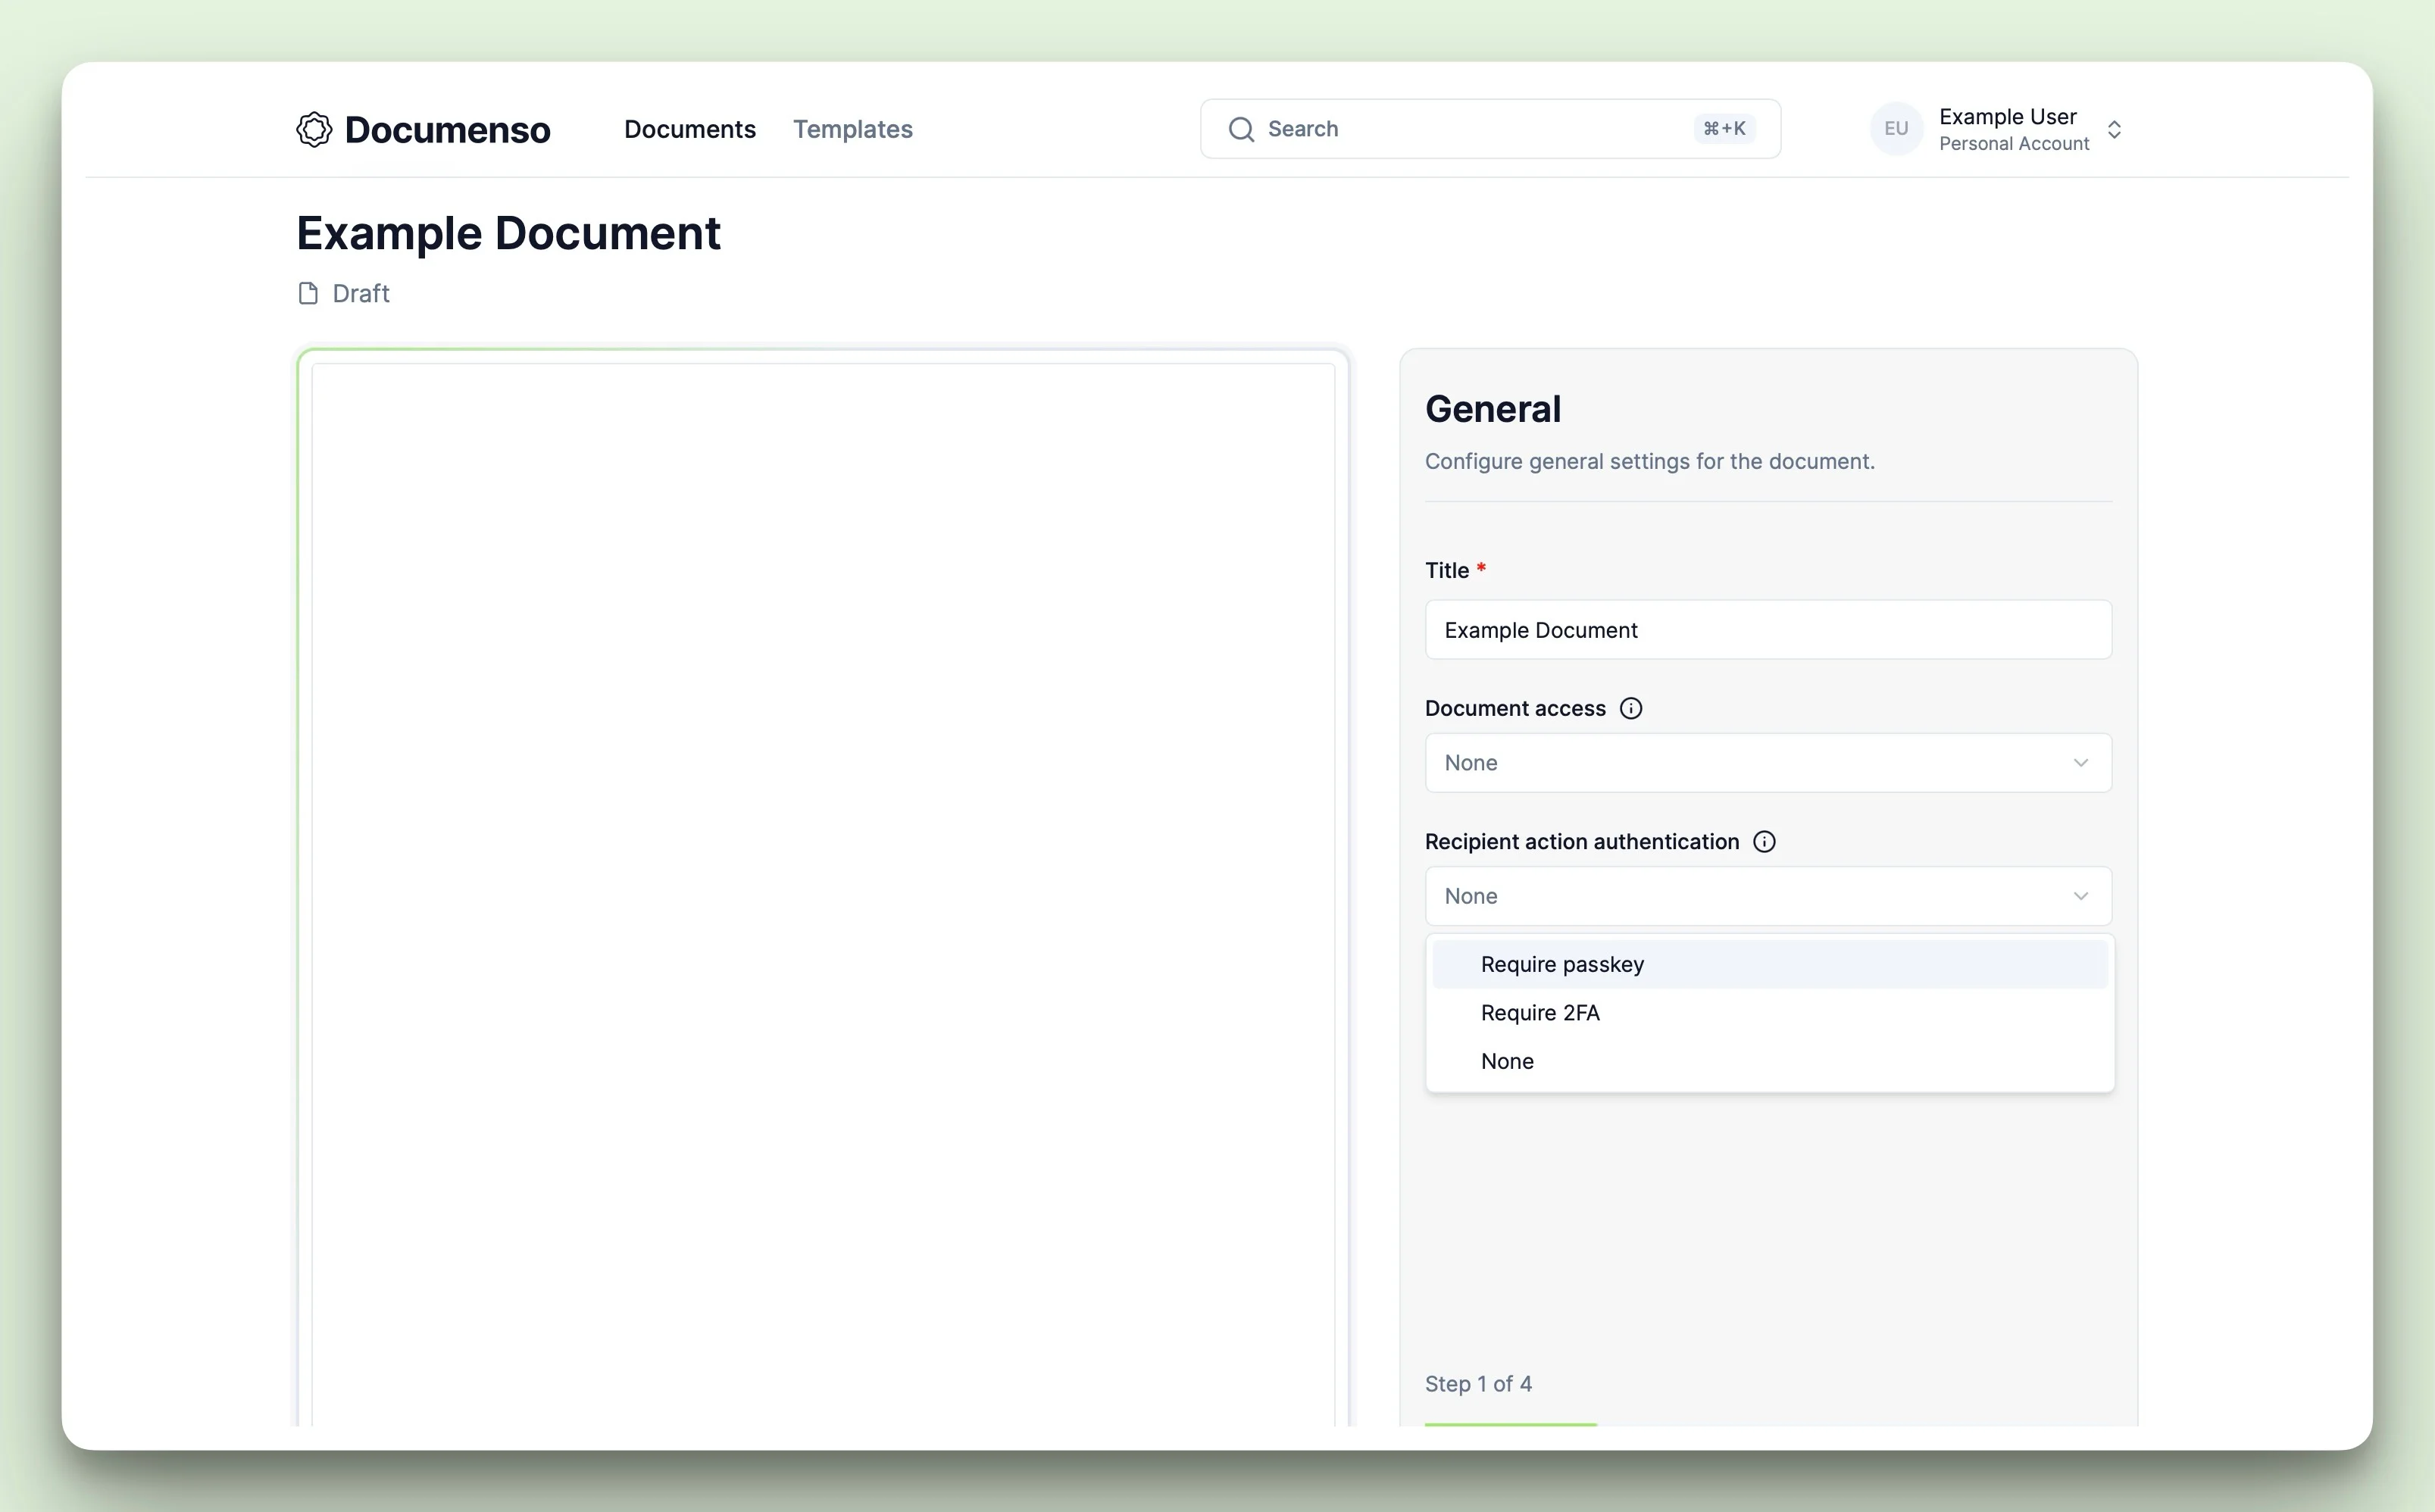 Documenso
Documents
Templates
Search
⌘+K
EU
Example User
Personal Account
Example Document
Draft
General
Configure general settings for the document.
Title *
Example Document
Document access
None
Recipient action authentication
None
Require passkey
Require 2FA
None
Step 1 of 4